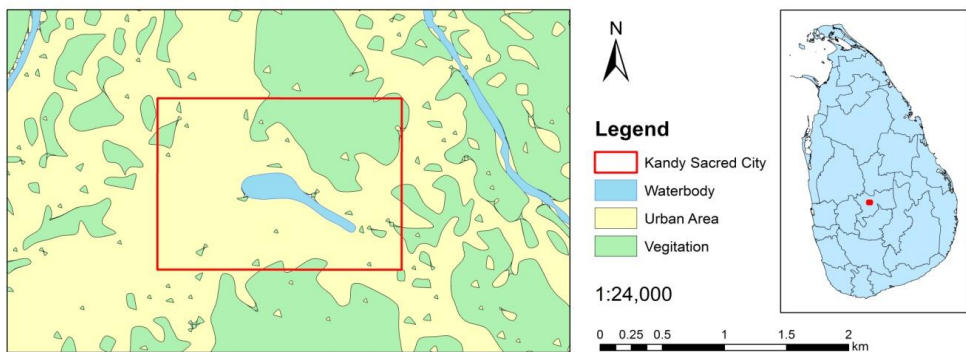 N
Legend
Kandy Sacred City
Waterbody
Urban Area
Vegitation
1:24,000
0 0.25 0.5 1 1.5 2
km